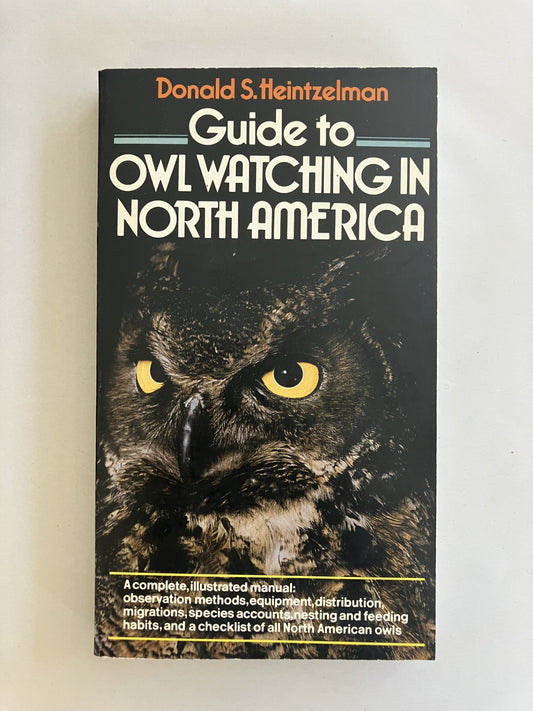 Donald S. Heintzelman
Guide to
OWL WATCHING IN
NORTH AMERICA
A complete, illustrated manual:
observation methods, equipment, distribution,
migrations, species accounts, nesting and feeding
habits, and a checklist of all North American owls